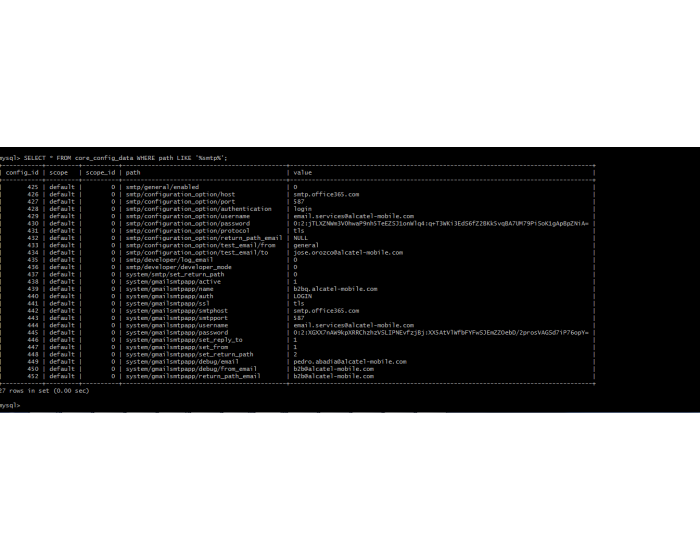 mysql> SELECT * FROM core_config_data WHERE path LIKE '%smtp%';
| config_id | scope | scope_id | path | value |
| 425 | default | 0 | smtp/general/enabled | 0 |
| 426 | default | 0 | smtp/configuration_option/host | smtp.office365.com |
| 427 | default | 0 | smtp/configuration_option/port | 587 |
| 428 | default | 0 | smtp/configuration_option/authentication | login |
| 429 | default | 0 | smtp/configuration_option/username | email.services@alcatel-mobile.com |
| 430 | default | 0 | smtp/configuration_option/password |
| 431 | default | 0 | smtp/configuration_option/protocol | tls |
| 432 | default | 0 | smtp/configuration_option/return_path_email | NULL |
| 433 | default | 0 | smtp/configuration_option/test_email/from | general |
| 434 | default | 0 | smtp/configuration_option/test_email/to | jose.orozco@alcatel-mobile.com |
| 435 | default | 0 | smtp/developer/log_email | 0 |
| 436 | default | 0 | smtp/developer/developer_mode | 0 |
| 437 | default | 0 | system/smtp/set_return_path | 0 |
| 438 | default | 0 | system/gmailsmtpapp/active | 1 |
| 439 | default | 0 | system/gmailsmtpapp/name | b2bq.alcatel-mobile.com |
| 440 | default | 0 | system/gmailsmtpapp/auth | LOGIN |
| 441 | default | 0 | system/gmailsmtpapp/ssl | tls |
| 442 | default | 0 | system/gmailsmtpapp/smtphost | smtp.office365.com |
| 443 | default | 0 | system/gmailsmtpapp/smtpport | 587 |
| 444 | default | 0 | system/gmailsmtpapp/username | email.services@alcatel-mobile.com |
| 445 | default | 0 | system/gmailsmtpapp/password |
| 446 | default | 0 | system/gmailsmtpapp/set_reply_to | 1 |
| 447 | default | 0 | system/gmailsmtpapp/set_from | 1 |
| 448 | default | 0 | system/gmailsmtpapp/set_return_path | 2 |
| 449 | default | 0 | system/gmailsmtpapp/debug/email | pedro.abadia@alcatel-mobile.com |
| 450 | default | 0 | system/gmailsmtpapp/debug/from_email | b2b@alcatel-mobile.com |
| 452 | default | 0 | system/gmailsmtpapp/return_path_email | b2b@alcatel-mobile.com |
27 rows in set (0.00 sec)
mysql>